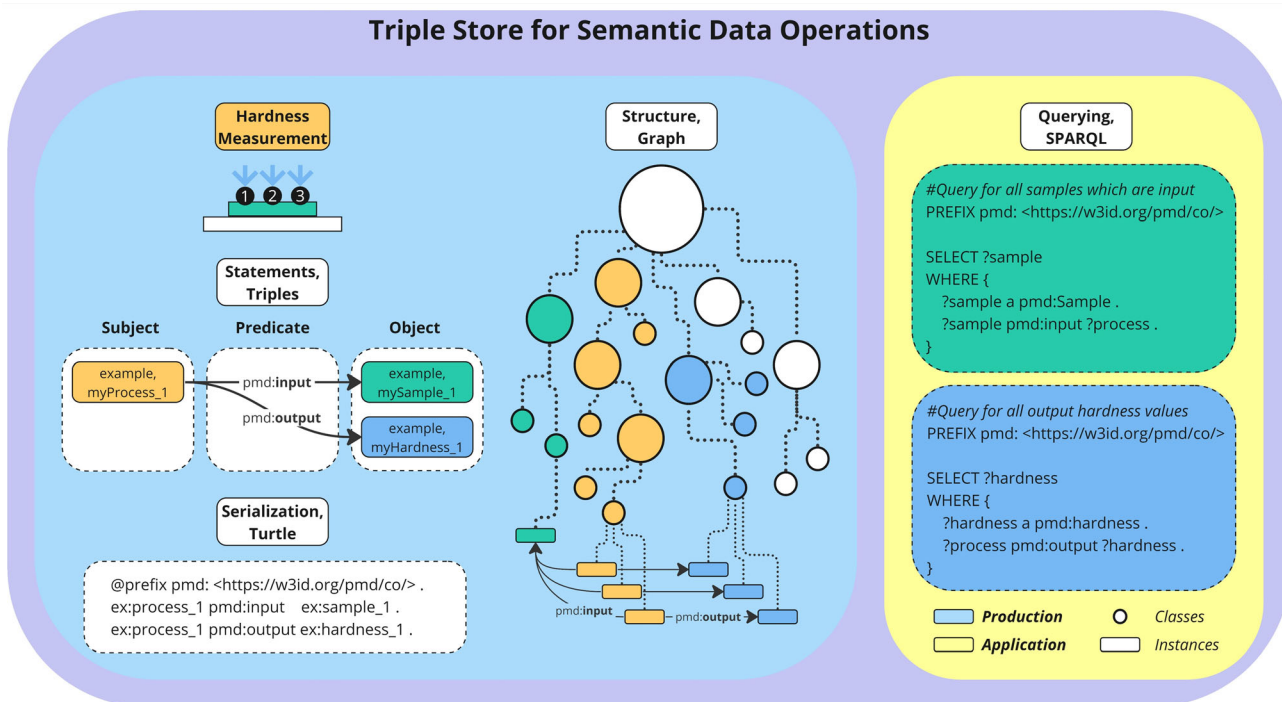 Triple Store for Semantic Data Operations
Hardness
Measurement
1 2 3
Statements,
Triples
Subject Predicate Object
example,
myProcess_1
pmd:input
pmd:output
example,
mySample_1
example,
myHardness_1
Serialization,
Turtle
@prefix pmd: <https://w3id.org/pmd/co/> .
ex:process_1 pmd:input ex:sample_1 .
ex:process_1 pmd:output ex:hardness_1 .
Structure,
Graph
pmd:input
pmd:output
Querying,
SPARQL
#Query for all samples which are input
PREFIX pmd: <https://w3id.org/pmd/co/>
SELECT ?sample
WHERE {
?sample a pmd:Sample .
?sample pmd:input ?process .
}
#Query for all output hardness values
PREFIX pmd: <https://w3id.org/pmd/co/>
SELECT ?hardness
WHERE {
?hardness a pmd:hardness .
?process pmd:output ?hardness .
}
Production Classes
Application Instances